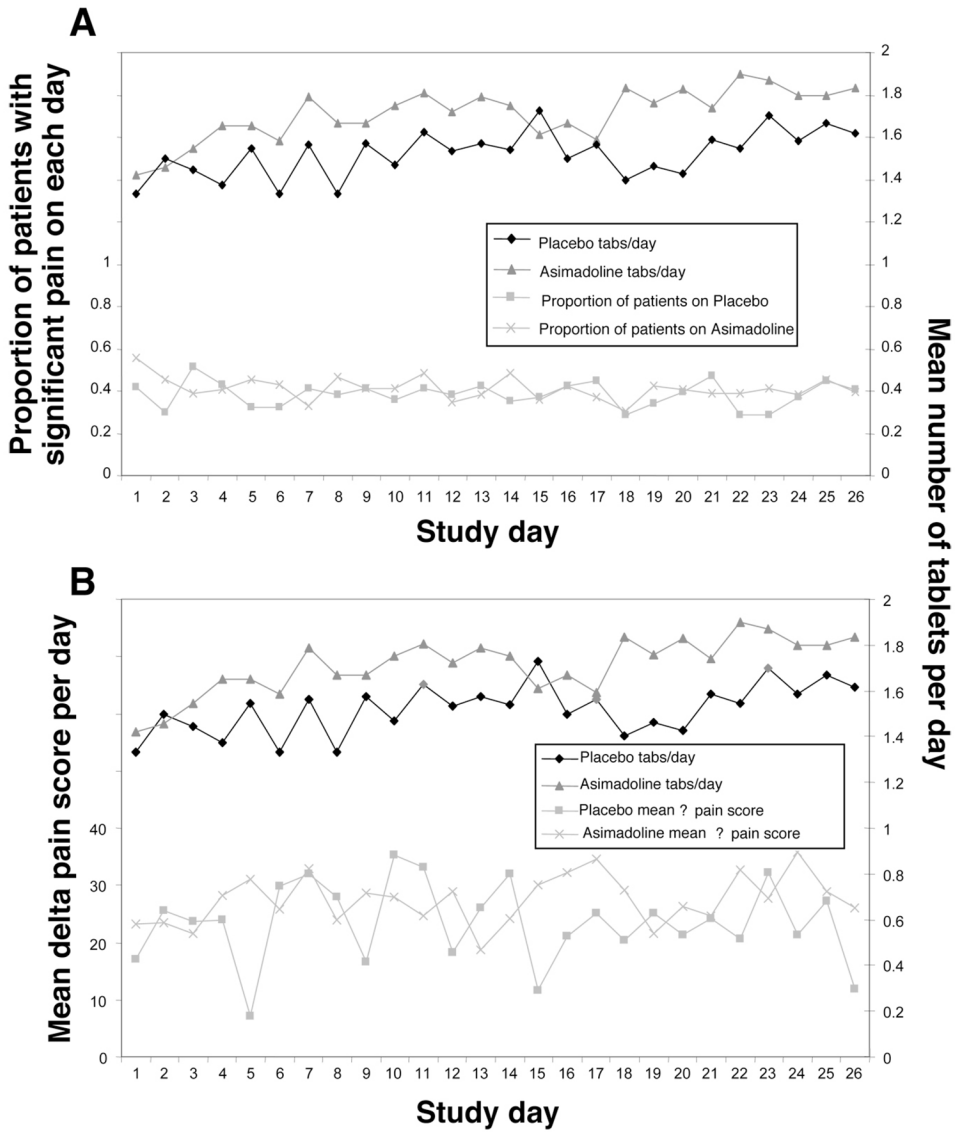 A
Proportion of patients with
significant pain on each day
1
0.8
0.6
0.4
0.2
0
2
1.8
1.6
1.4
1.2
1
0.8
0.6
0.4
0.2
0
Placebo tabs/day
Asimadoline tabs/day
Proportion of patients on Placebo
Proportion of patients on Asimadoline
1 2 3 4 5 6 7 8 9 10 11 12 13 14 15 16 17 18 19 20 21 22 23 24 25 26
Study day
Mean number of tablets per day
B
Mean delta pain score per day
40
30
20
10
0
2
1.8
1.6
1.4
1.2
1
0.8
0.6
0.4
0.2
0
Placebo tabs/day
Asimadoline tabs/day
Placebo mean ? pain score
Asimadoline mean ? pain score
1 2 3 4 5 6 7 8 9 10 11 12 13 14 15 16 17 18 19 20 21 22 23 24 25 26
Study day